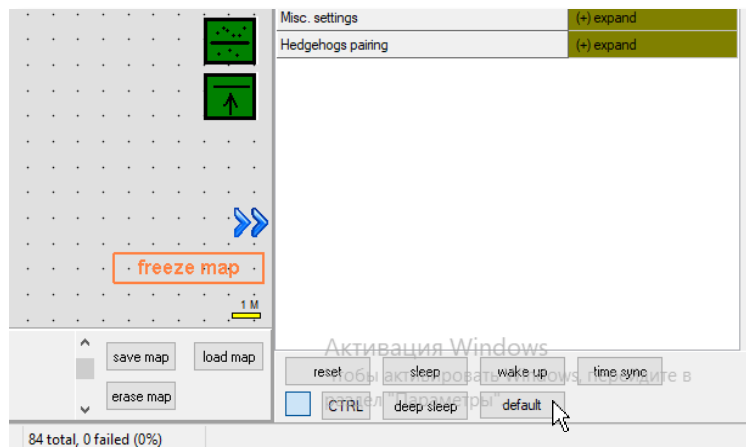 Misc. settings (+) expand
Hedgehogs pairing (+) expand
freeze map
1 M
save map load map
erase map
Активация Windows
Чтобы активировать Windows, перейдите в
раздел "Параметры"
reset sleep wake up time sync
CTRL deep sleep default
84 total, 0 failed (0%)